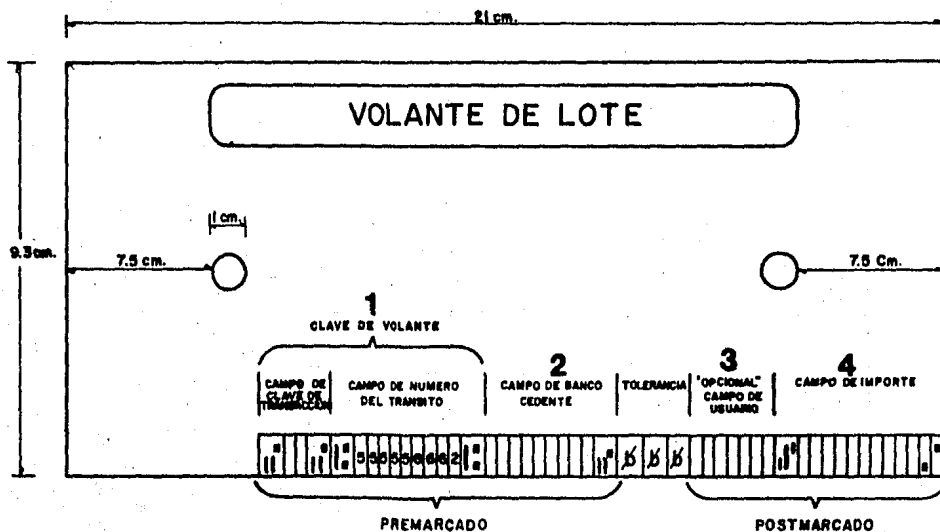 21 cm.
VOLANTE DE LOTE
1 cm.
9.3 cm.
7.5 cm.
7.5 Cm.
1
CLAVE DE VOLANTE
CAMPO DE
CLAVE DE
TRANSACCION
CAMPO DE NUMERO
DEL TRANSITO
2
CAMPO DE BANCO
CEDENTE
TOLERANCIA
3
"OPCIONAL"
CAMPO DE
USUARIO
4
CAMPO DE IMPORTE
555556662
PREMARCADO
POSTMARCADO